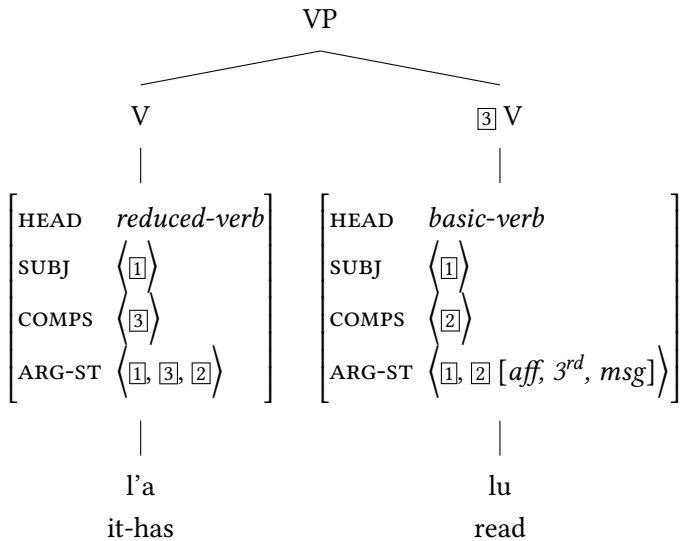 VP
V 3 V
HEAD reduced-verb HEAD basic-verb
SUBJ ⟨1⟩ SUBJ ⟨1⟩
COMPS ⟨3⟩ COMPS ⟨2⟩
ARG-ST ⟨1, 3, 2⟩ ARG-ST ⟨1, 2 [aff, 3rd, msg]⟩
l’a lu
it-has read